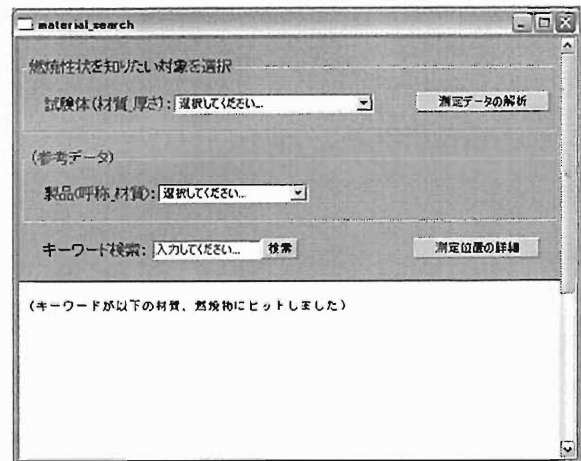 material_search
燃焼性状を知りたい対象を選択
試験体(材質_厚さ): 選択してください... 測定データの解析
(参考データ)
製品(呼称_材質): 選択してください...
キーワード検索: 入力してください... 検索 測定位置の詳細
(キーワードが以下の材質、燃焼物にヒットしました)